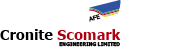 AFE
Cronite Scomark
ENGINEERING LIMITED